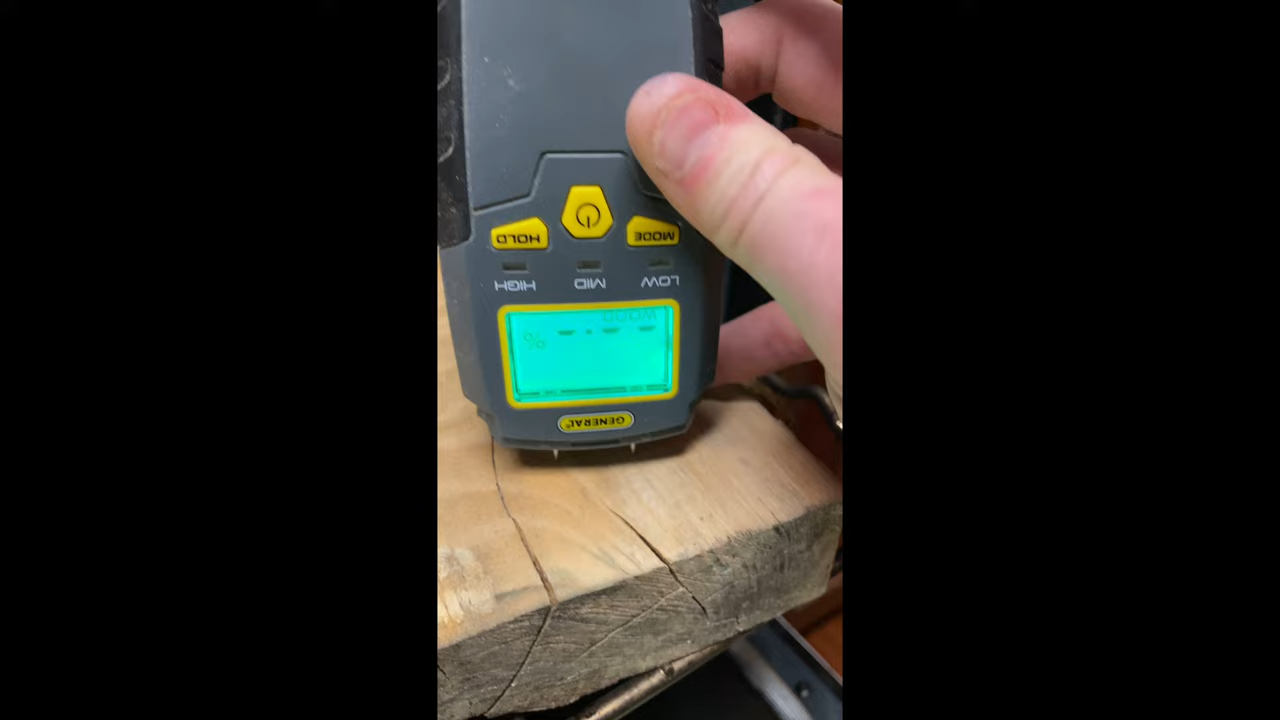 GENERAL®
% -.-- WOOD
HIGH MID LOW
HOLD MODE